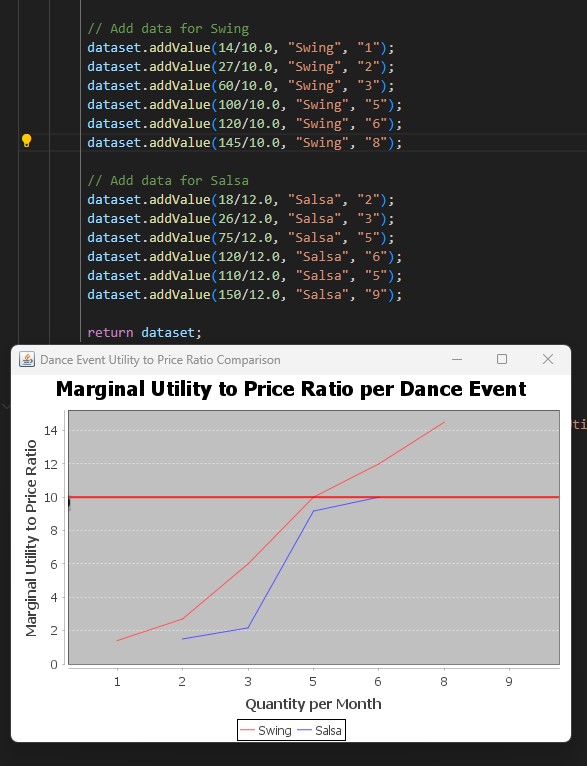 // Add data for Swing
dataset.addValue(14/10.0, "Swing", "1");
dataset.addValue(27/10.0, "Swing", "2");
dataset.addValue(60/10.0, "Swing", "3");
dataset.addValue(100/10.0, "Swing", "5");
dataset.addValue(120/10.0, "Swing", "6");
dataset.addValue(145/10.0, "Swing", "8");
// Add data for Salsa
dataset.addValue(18/12.0, "Salsa", "2");
dataset.addValue(26/12.0, "Salsa", "3");
dataset.addValue(75/12.0, "Salsa", "5");
dataset.addValue(120/12.0, "Salsa", "6");
dataset.addValue(110/12.0, "Salsa", "5");
dataset.addValue(150/12.0, "Salsa", "9");
return dataset;
Dance Event Utility to Price Ratio Comparison
Marginal Utility to Price Ratio per Dance Event
ti
Marginal Utility to Price Ratio
14
12
10
8
6
4
2
0
1 2 3 5 6 8 9
Quantity per Month
Swing Salsa